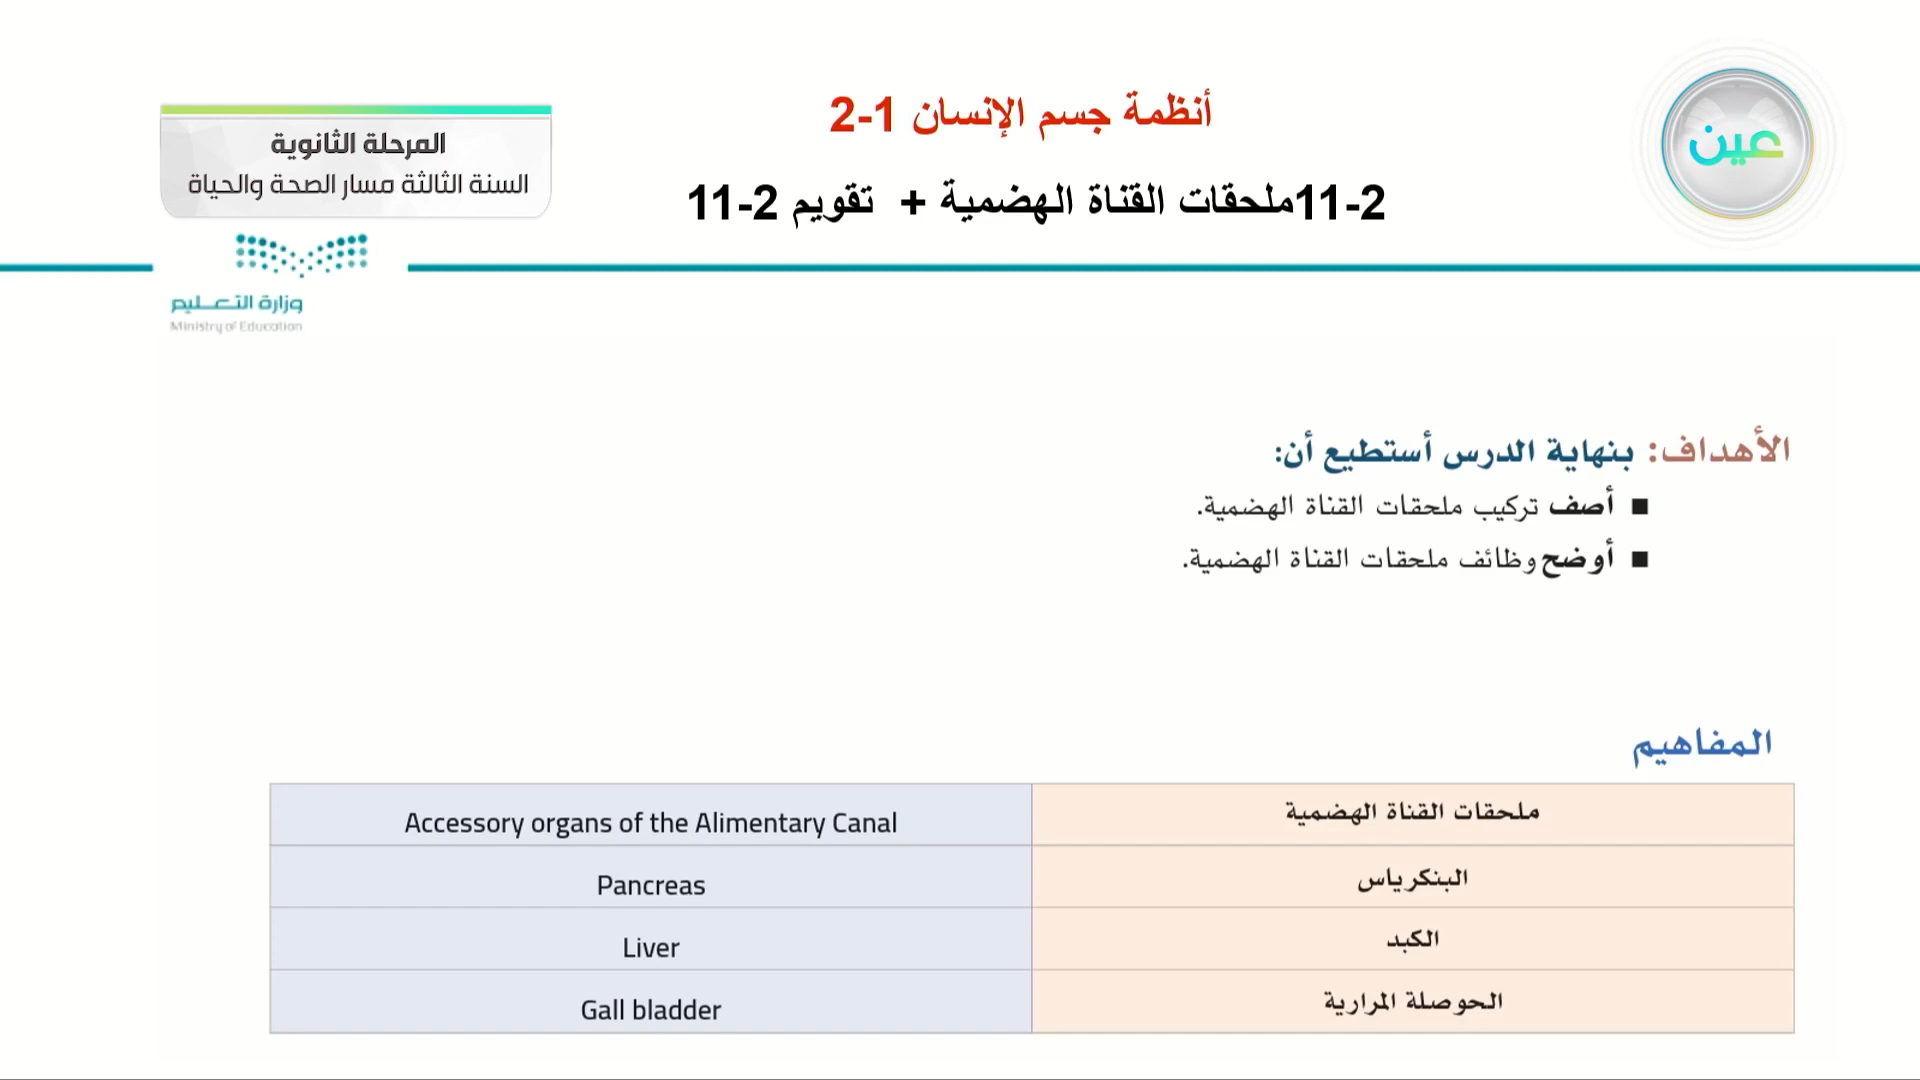 أنظمة جسم الإنسان 1-2
11-2ملحقات القناة الهضمية + تقويم 2-11
عين
المرحلة الثانوية
السنة الثالثة مسار الصحة والحياة
وزارة التعليم
Ministry of Education
الأهداف: بنهاية الدرس أستطيع أن:
■ أصف تركيب ملحقات القناة الهضمية.
■ أوضح وظائف ملحقات القناة الهضمية.
المفاهيم
ملحقات القناة الهضمية Accessory organs of the Alimentary Canal
البنكرياس Pancreas
الكبد Liver
الحوصلة المرارية Gall bladder